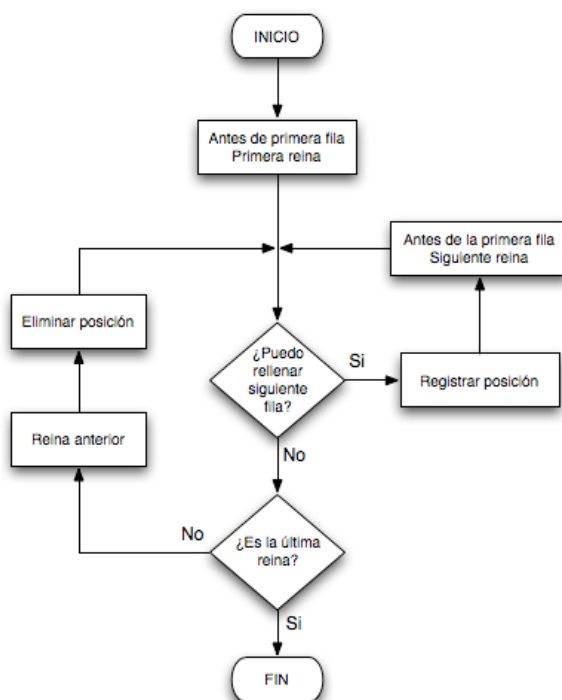 INICIO
Antes de primera fila
Primera reina
Antes de la primera fila
Siguiente reina
Eliminar posición
¿Puedo
rellenar
siguiente
fila?
Si
Registrar posición
Reina anterior
No
No
¿Es la última
reina?
Si
FIN